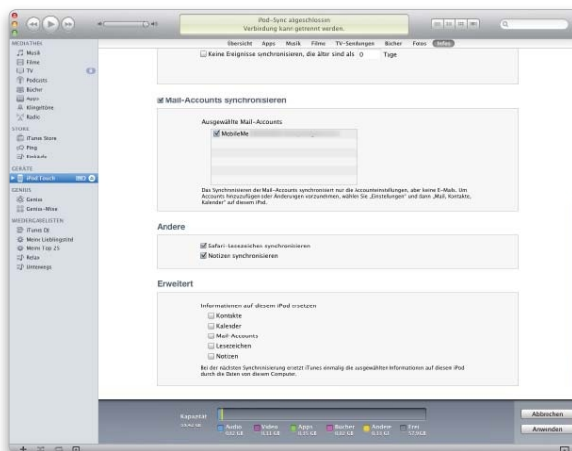 iPod-Sync abgeschlossen
Verbindung kann getrennt werden.
Übersicht Apps Musik Filme TV-Sendungen Bücher Fotos Infos
MEDIATHEK
Musik
Filme
TV
Podcasts
Bücher
Apps
Klingeltöne
Radio
STORE
iTunes Store
Ping
Einkäufe
GERÄTE
iPod Touch
GENIUS
Genius
Genius-Mixe
WIEDERGABELISTEN
iTunes DJ
Meine Lieblingstitel
Meine Top 25
Relax
Unterwegs
Keine Ereignisse synchronisieren, die älter sind als 0 Tage
Mail-Accounts synchronisieren
Ausgewählte Mail-Accounts
MobileMe
Das Synchronisieren der Mail-Accounts synchronisiert nur die Accounteinstellungen, aber keine E-Mails. Um
Accounts hinzuzufügen oder Änderungen vorzunehmen, wählen Sie „Einstellungen“ und dann „Mail, Kontakte,
Kalender“ auf diesem iPod.
Andere
Safari-Lesezeichen synchronisieren
Notizen synchronisieren
Erweitert
Informationen auf diesem iPod ersetzen
Kontakte
Kalender
Mail-Accounts
Lesezeichen
Notizen
Bei der nächsten Synchronisierung ersetzt iTunes einmalig die ausgewählten Informationen auf diesem iPod
durch die Daten von diesem Computer.
Kapazität
Audio Video Apps Bücher Andere Frei
Abbrechen
Anwenden